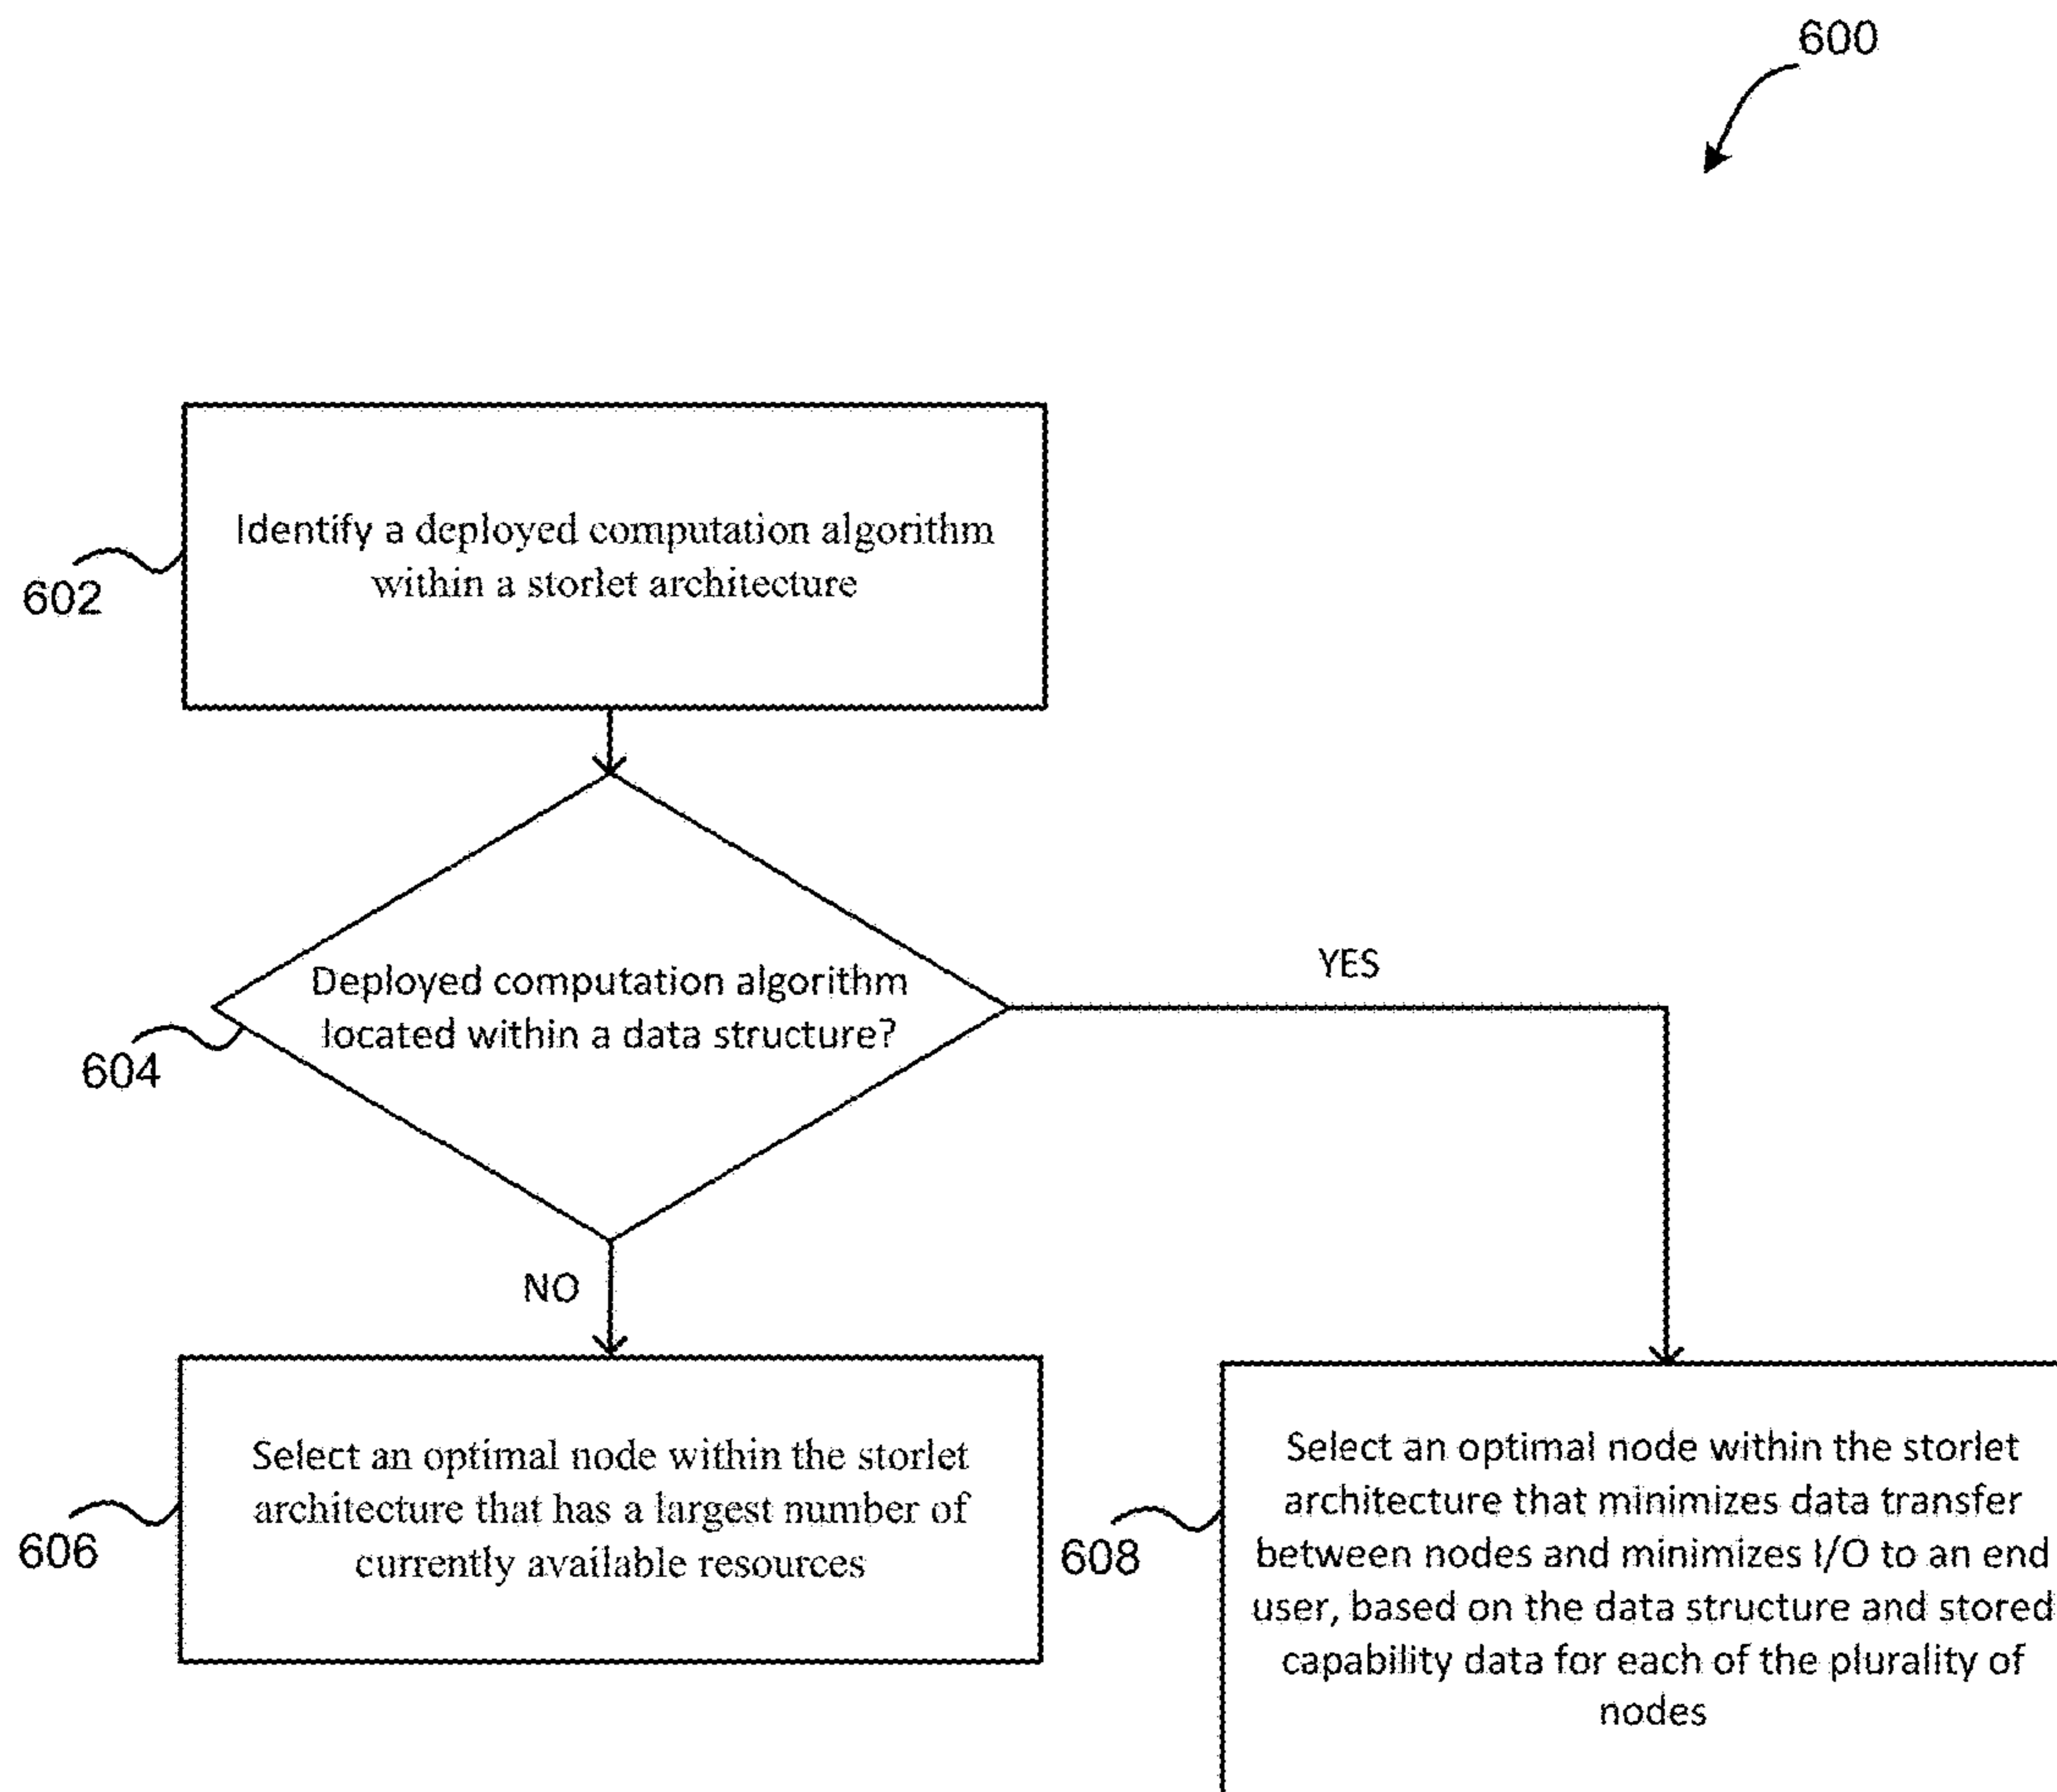 600
Identify a deployed computation algorithm
within a storlet architecture
602
Deployed computation algorithm
located within a data structure?
604
YES
NO
Select an optimal node within the storlet
architecture that has a largest number of
currently available resources
606
Select an optimal node within the storlet
architecture that minimizes data transfer
between nodes and minimizes I/O to an end
user, based on the data structure and stored
capability data for each of the plurality of
nodes
608